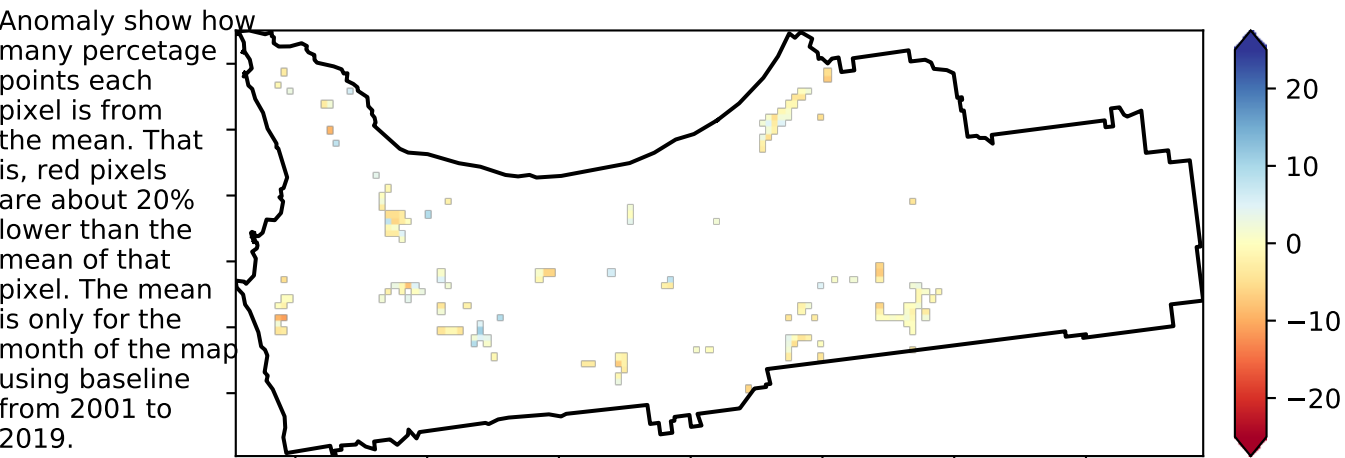 Anomaly show how
many percetage
points each
pixel is from
the mean. That
is, red pixels
are about 20%
lower than the
mean of that
pixel. The mean
is only for the
month of the map
using baseline
from 2001 to
2019.
20
10
0
−10
−20